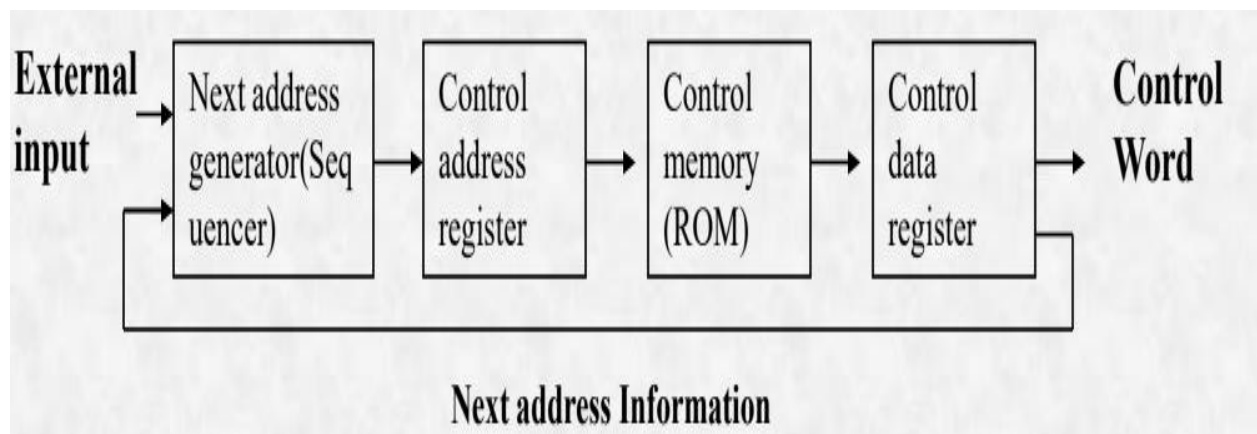 External
input
Next address
generator(Seq
uencer)
Control
address
register
Control
memory
(ROM)
Control
data
register
Control
Word
Next address Information